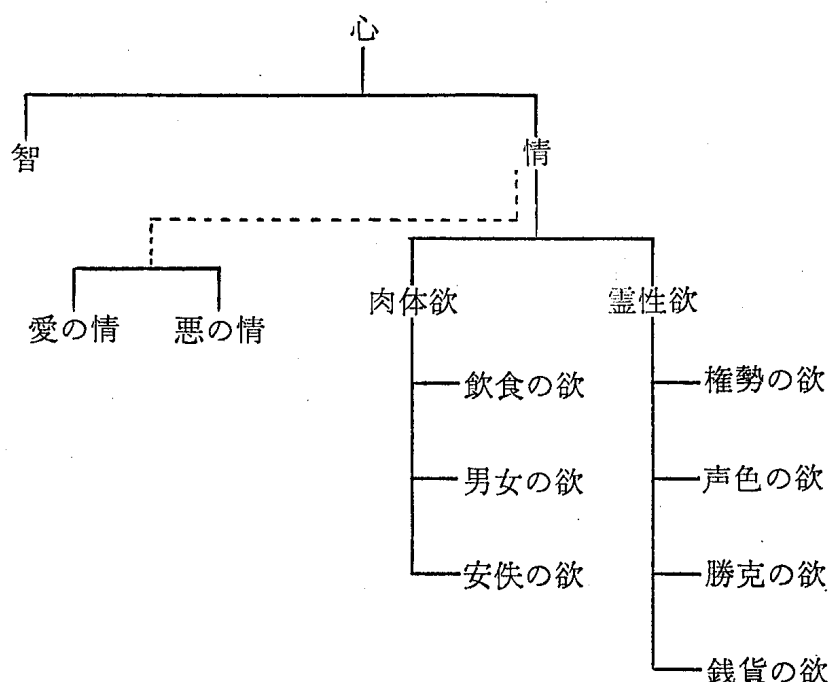 心
智
情
愛の情
悪の情
肉体欲
霊性欲
飲食の欲
権勢の欲
男女の欲
声色の欲
安佚の欲
勝克の欲
銭貨の欲